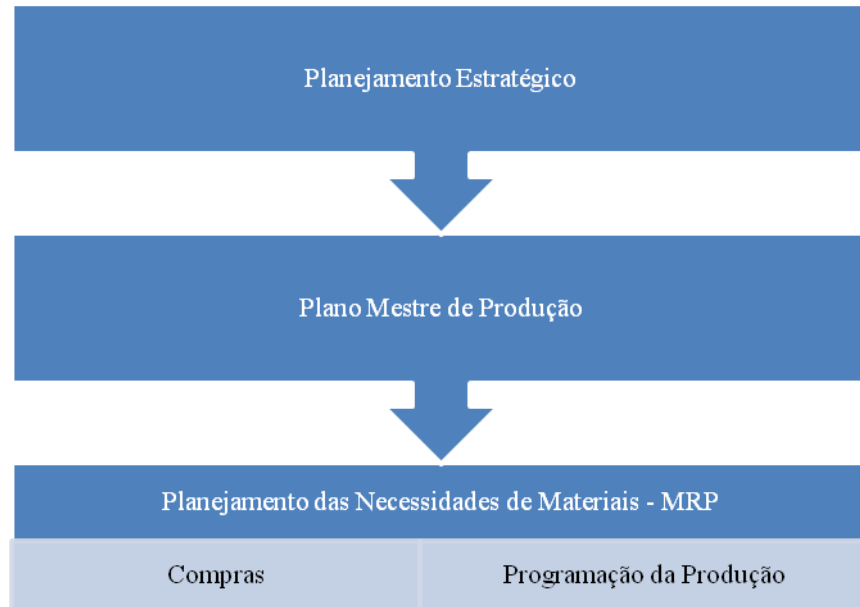 Planejamento Estratégico
Plano Mestre de Produção
Planejamento das Necessidades de Materiais - MRP
Compras
Programação da Produção